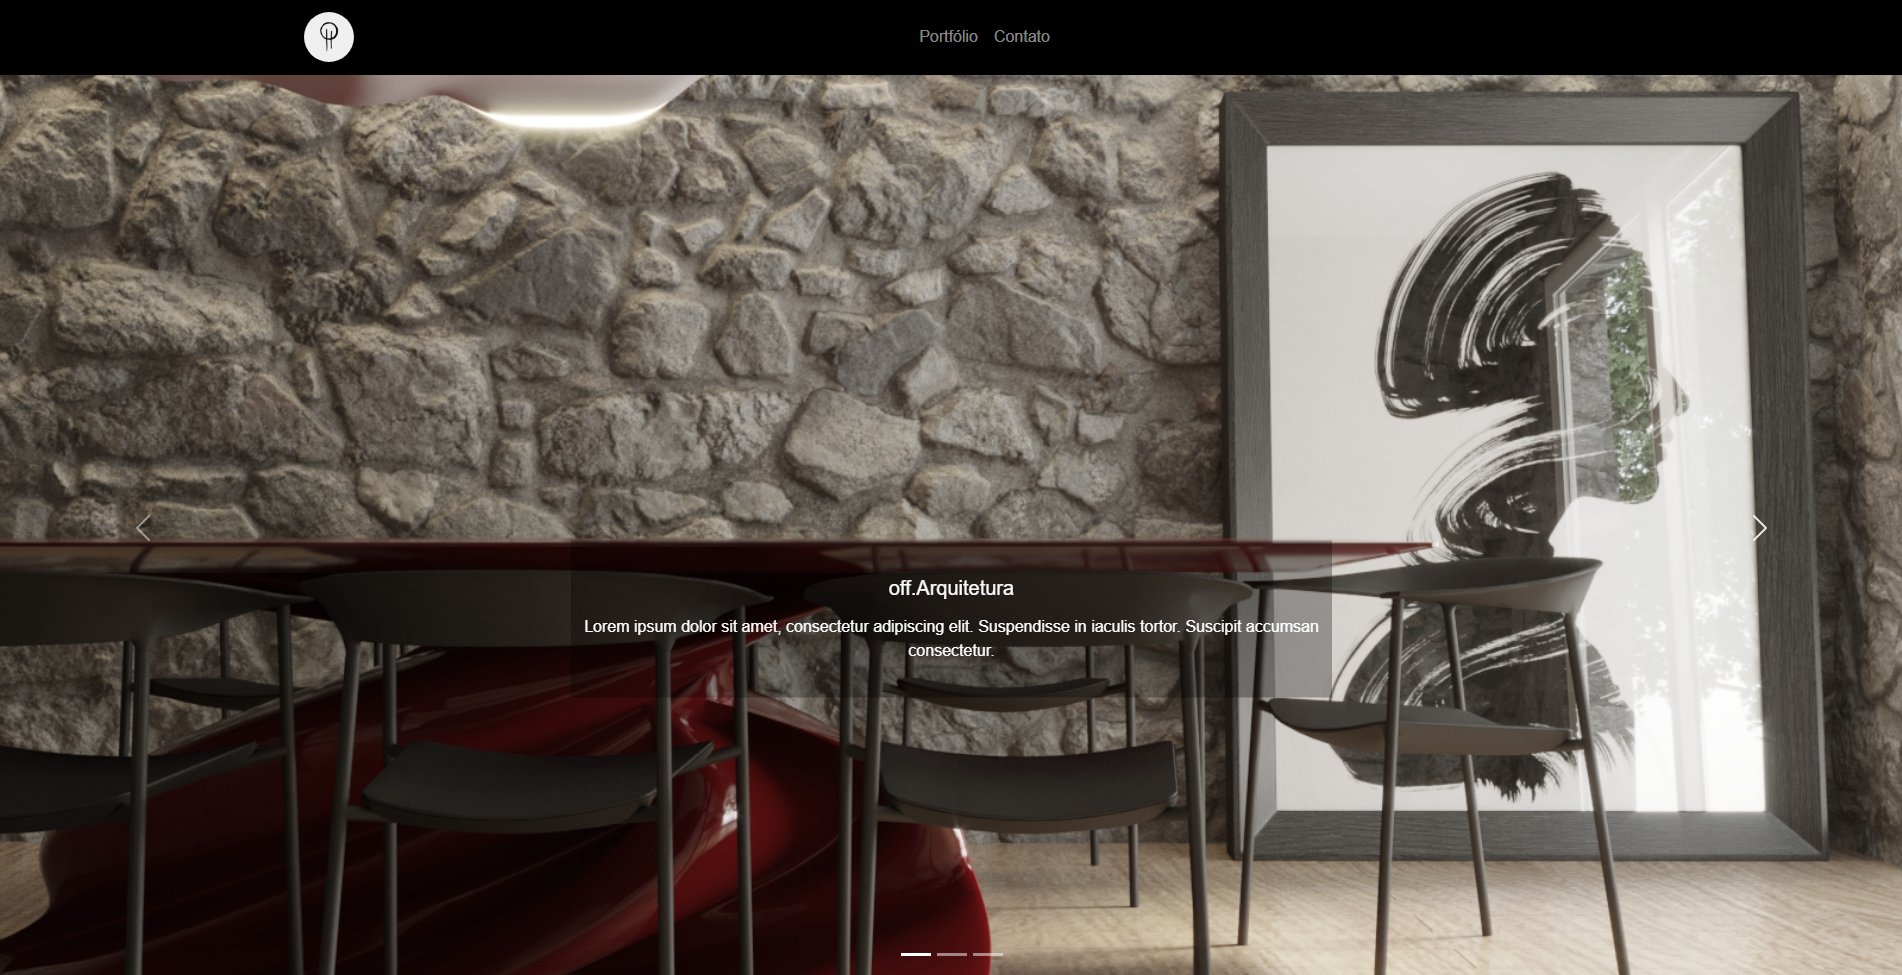 Portfólio Contato
off.Arquitetura
Lorem ipsum dolor sit amet, consectetur adipiscing elit. Suspendisse in iaculis tortor. Suscipit accumsan
consectetur.